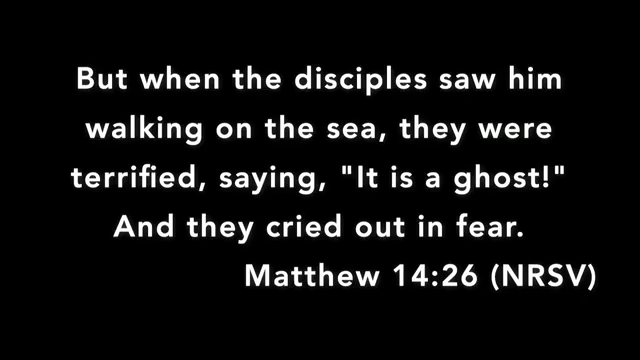 But when the disciples saw him
walking on the sea, they were
terrified, saying, "It is a ghost!"
And they cried out in fear.
Matthew 14:26 (NRSV)